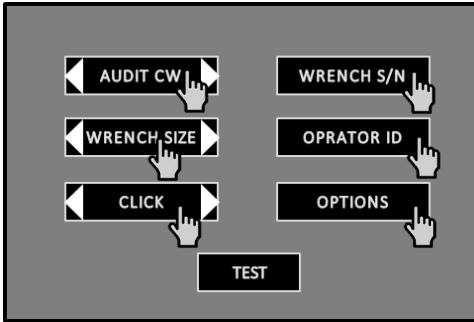 AUDIT CW
WRENCH S/N
WRENCH SIZE
OPRATOR ID
CLICK
OPTIONS
TEST